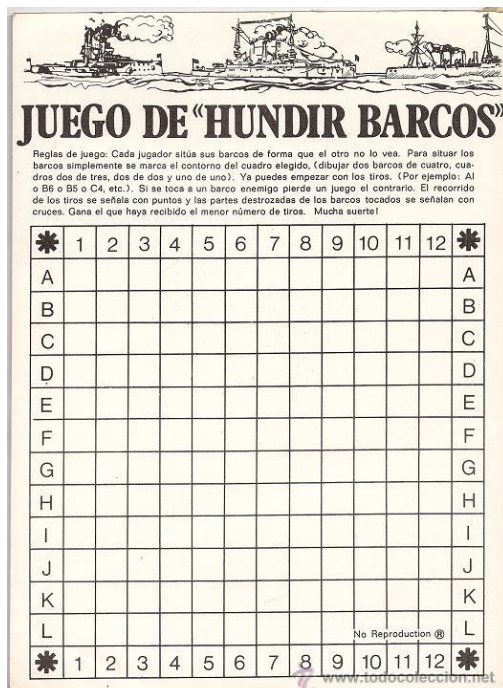 JUEGO DE "HUNDIR BARCOS"
Reglas de juego: Cada jugador sitúa sus barcos de forma que el otro no lo vea. Para situar los
barcos simplemente se marca el contorno del cuadro elegido, (dibujar dos barcos de cuatro, cua-
dros dos de tres, dos de dos y uno de uno). Ya puedes empezar con los tiros. (Por ejemplo: Al
o B6 o B5 o C4, etc.). Si se toca a un barco enemigo pierde un juego el contrario. El recorrido
de los tiros se señala con puntos y las partes destrozadas de los barcos tocados se señalan con
cruces. Gana el que haya recibido el menor número de tiros. Mucha suerte!
✱ 1 2 3 4 5 6 7 8 9 10 11 12 ✱
A A
B B
C C
D D
E E
F F
G G
H H
I I
J J
K K
L No Reproduction ® L
✱ 1 2 3 4 5 6 7 8 9 10 11 12 ✱
www.todocoleccion.net